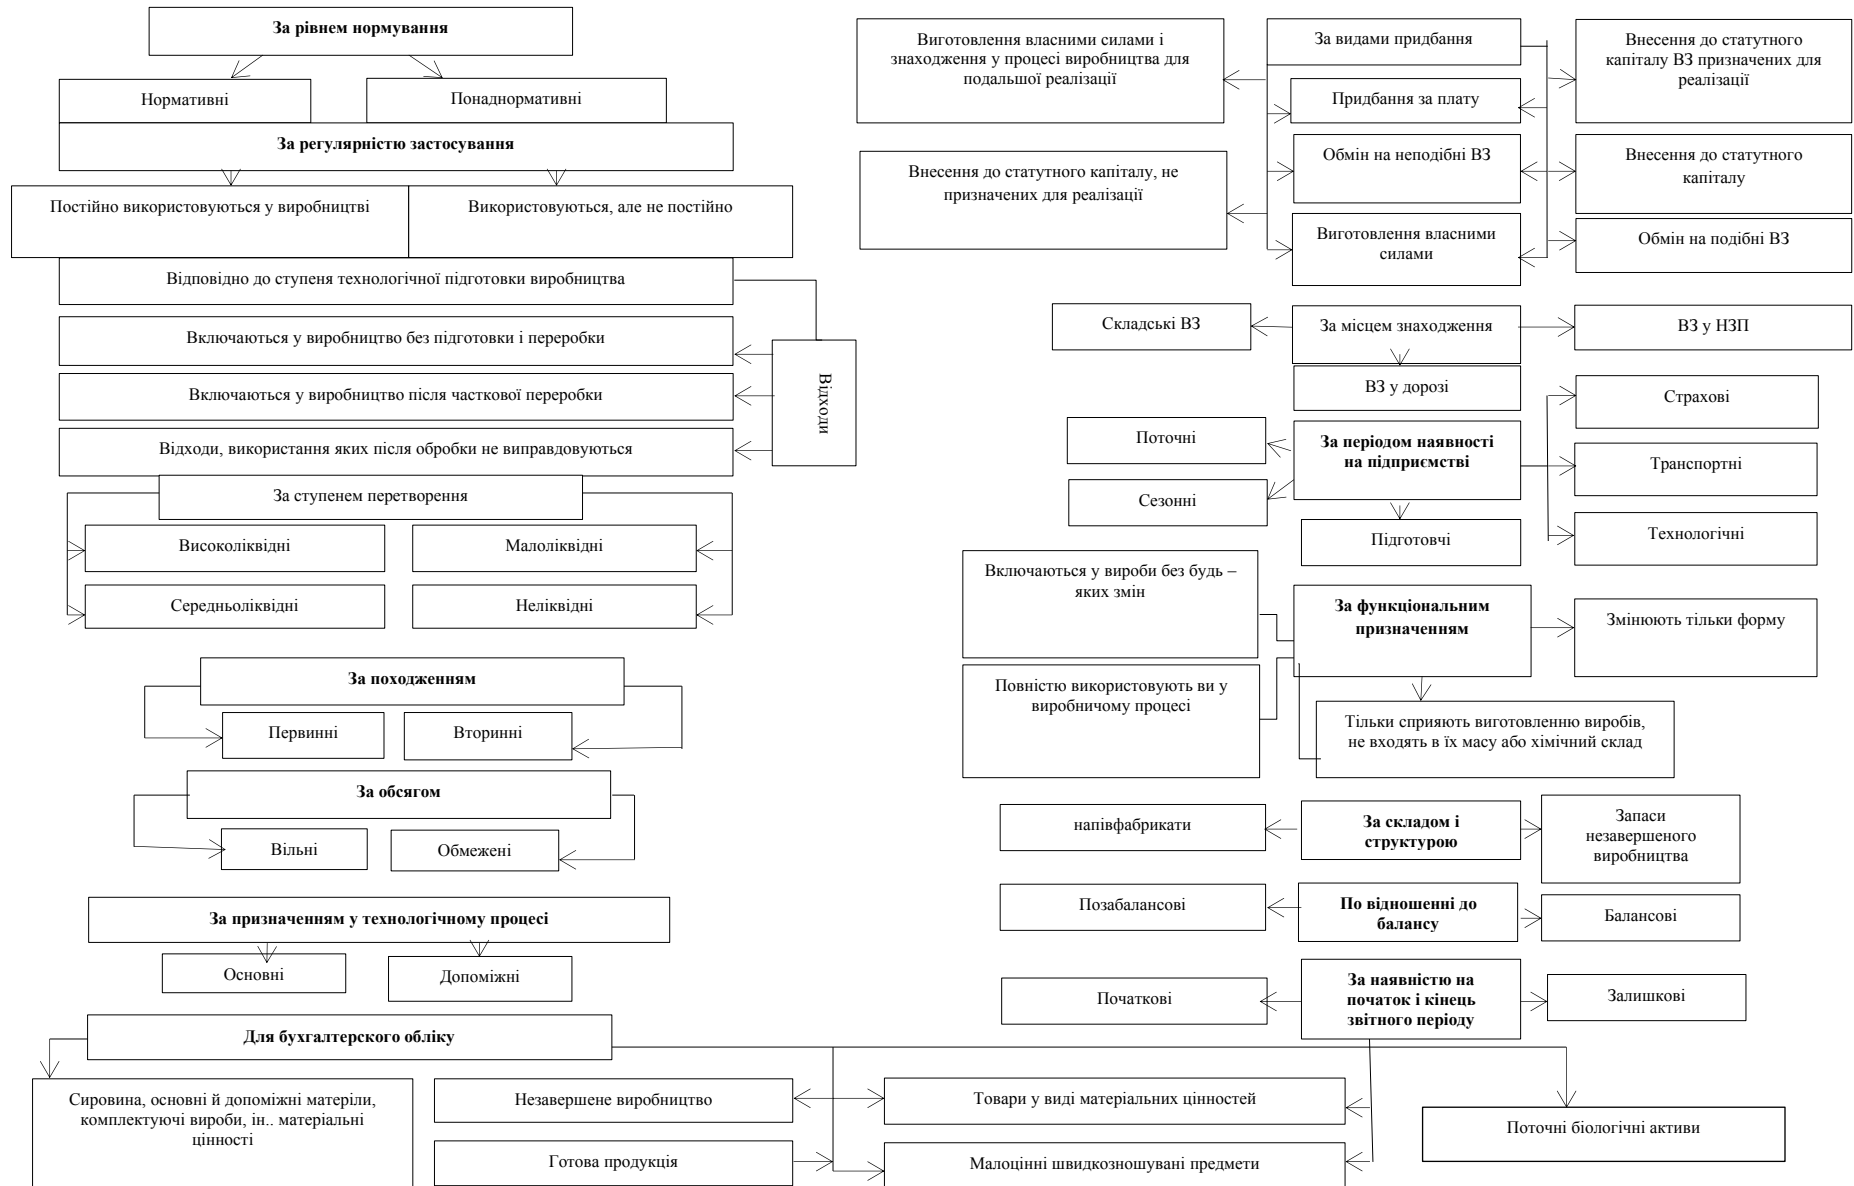 За рівнем нормування
Нормативні
Понаднормативні
За регулярністю застосування
Постійно використовуються у виробництві
Використовуються, але не постійно
Відповідно до ступеня технологічної підготовки виробництва
Включаються у виробництво без підготовки і переробки
Включаються у виробництво після часткової переробки
Відходи, використання яких після обробки не виправдовуються
Відходи
За ступенем перетворення
Високоліквідні
Малоліквідні
Середньоліквідні
Неліквідні
За походженням
Первинні
Вторинні
За обсягом
Вільні
Обмежені
За призначенням у технологічному процесі
Основні
Допоміжні
Для бухгалтерского обліку
Сировина, основні й допоміжні матеріли,
комплектуючі вироби, ін.. матеріальні
цінності
Незавершене виробництво
Готова продукція
Товари у виді матеріальних цінностей
Малоцінні швидкозношувані предмети
Поточні біологічні активи
Виготовлення власними силами і
знаходження у процесі виробництва для
подальшої реалізації
За видами придбання
Внесення до статутного
капіталу ВЗ призначених для
реалізації
Придбання за плату
Внесення до статутного капіталу, не
призначених для реалізації
Обмін на неподібні ВЗ
Внесення до статутного
капіталу
Виготовлення власними
силами
Обмін на подібні ВЗ
Складські ВЗ
За місцем знаходження
ВЗ у НЗП
ВЗ у дорозі
Поточні
За періодом наявності
на підприємстві
Страхові
Транспортні
Сезонні
Підготовчі
Технологічні
Включаються у вироби без будь –
яких змін
За функціональним
призначенням
Змінюють тільки форму
Повністю використовують ви у
виробничому процесі
Тільки сприяють виготовленню виробів,
не входять в їх масу або хімічний склад
напівфабрикати
За складом і
структурою
Запаси
незавершеного
виробництва
Позабалансові
По відношенні до
балансу
Балансові
Початкові
За наявністю на
початок і кінець
звітного періоду
Залишкові